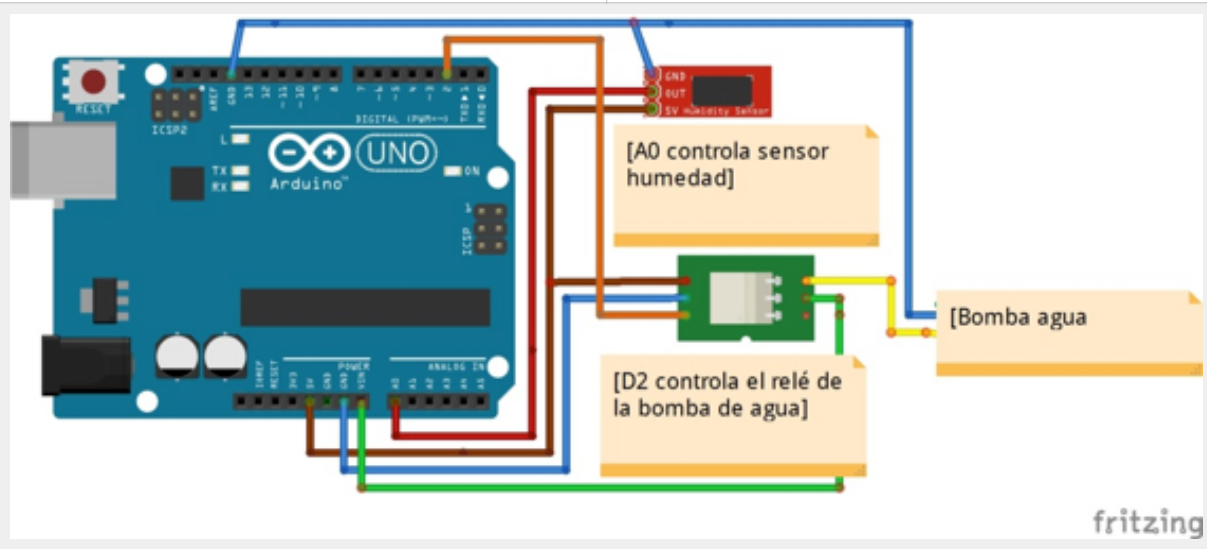 RESET
ICSP2
AREF
GND
13
12
~11
~10
~9
8
7
~6
~5
4
~3
2
TX0▶1
RX0◀0
DIGITAL (PWM=~)
L
TX
RX
UNO
Arduino™
ON
1
ICSP
GND
OUT
5V Humidity Sensor
[A0 controla sensor
humedad]
[Bomba agua
[D2 controla el relé de
la bomba de agua]
POWER
ANALOG IN
IOREF
RESET
3V3
5V
GND
GND
VIN
A0
A1
A2
A3
A4
A5
fritzing